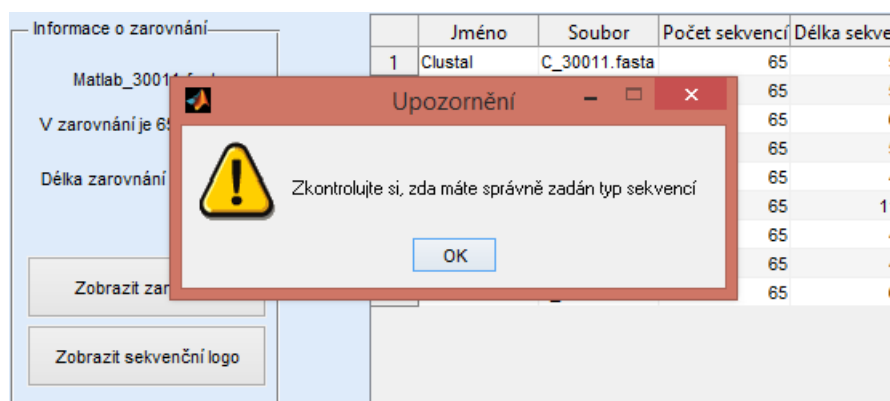 Informace o zarovnání
Matlab_30011.fasta
V zarovnání je 65
Délka zarovnání
Zobrazit
Zobrazit sekvenční logo
Jméno Soubor Počet sekvencí Délka
1 Clustal C_30011.fasta 65
65
65
65
65
65
65
65
65
Upozornění
Zkontrolujte si, zda máte správně zadán typ sekvencí
OK